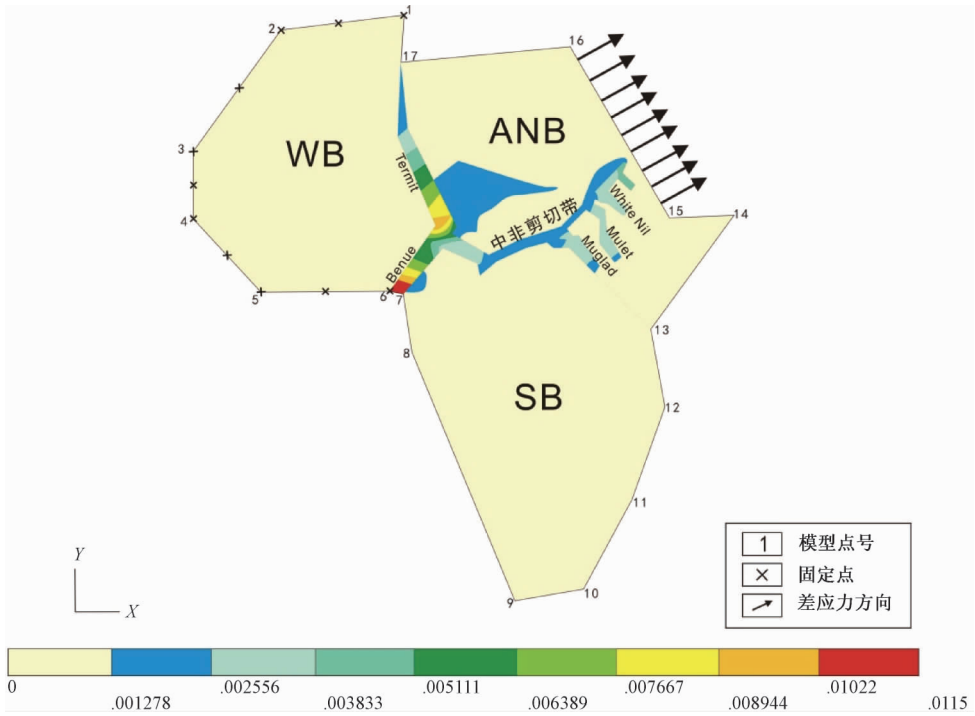 1
2
17
16
3
WB
ANB
Termit
White Nil
4
15
14
中非剪切带
Mulet
Muglad
Benue
5
6
7
8
13
SB
12
11
10
9
Y
X
1 模型点号
× 固定点
差应力方向
0 .002556 .005111 .007667 .01022
.001278 .003833 .006389 .008944 .0115